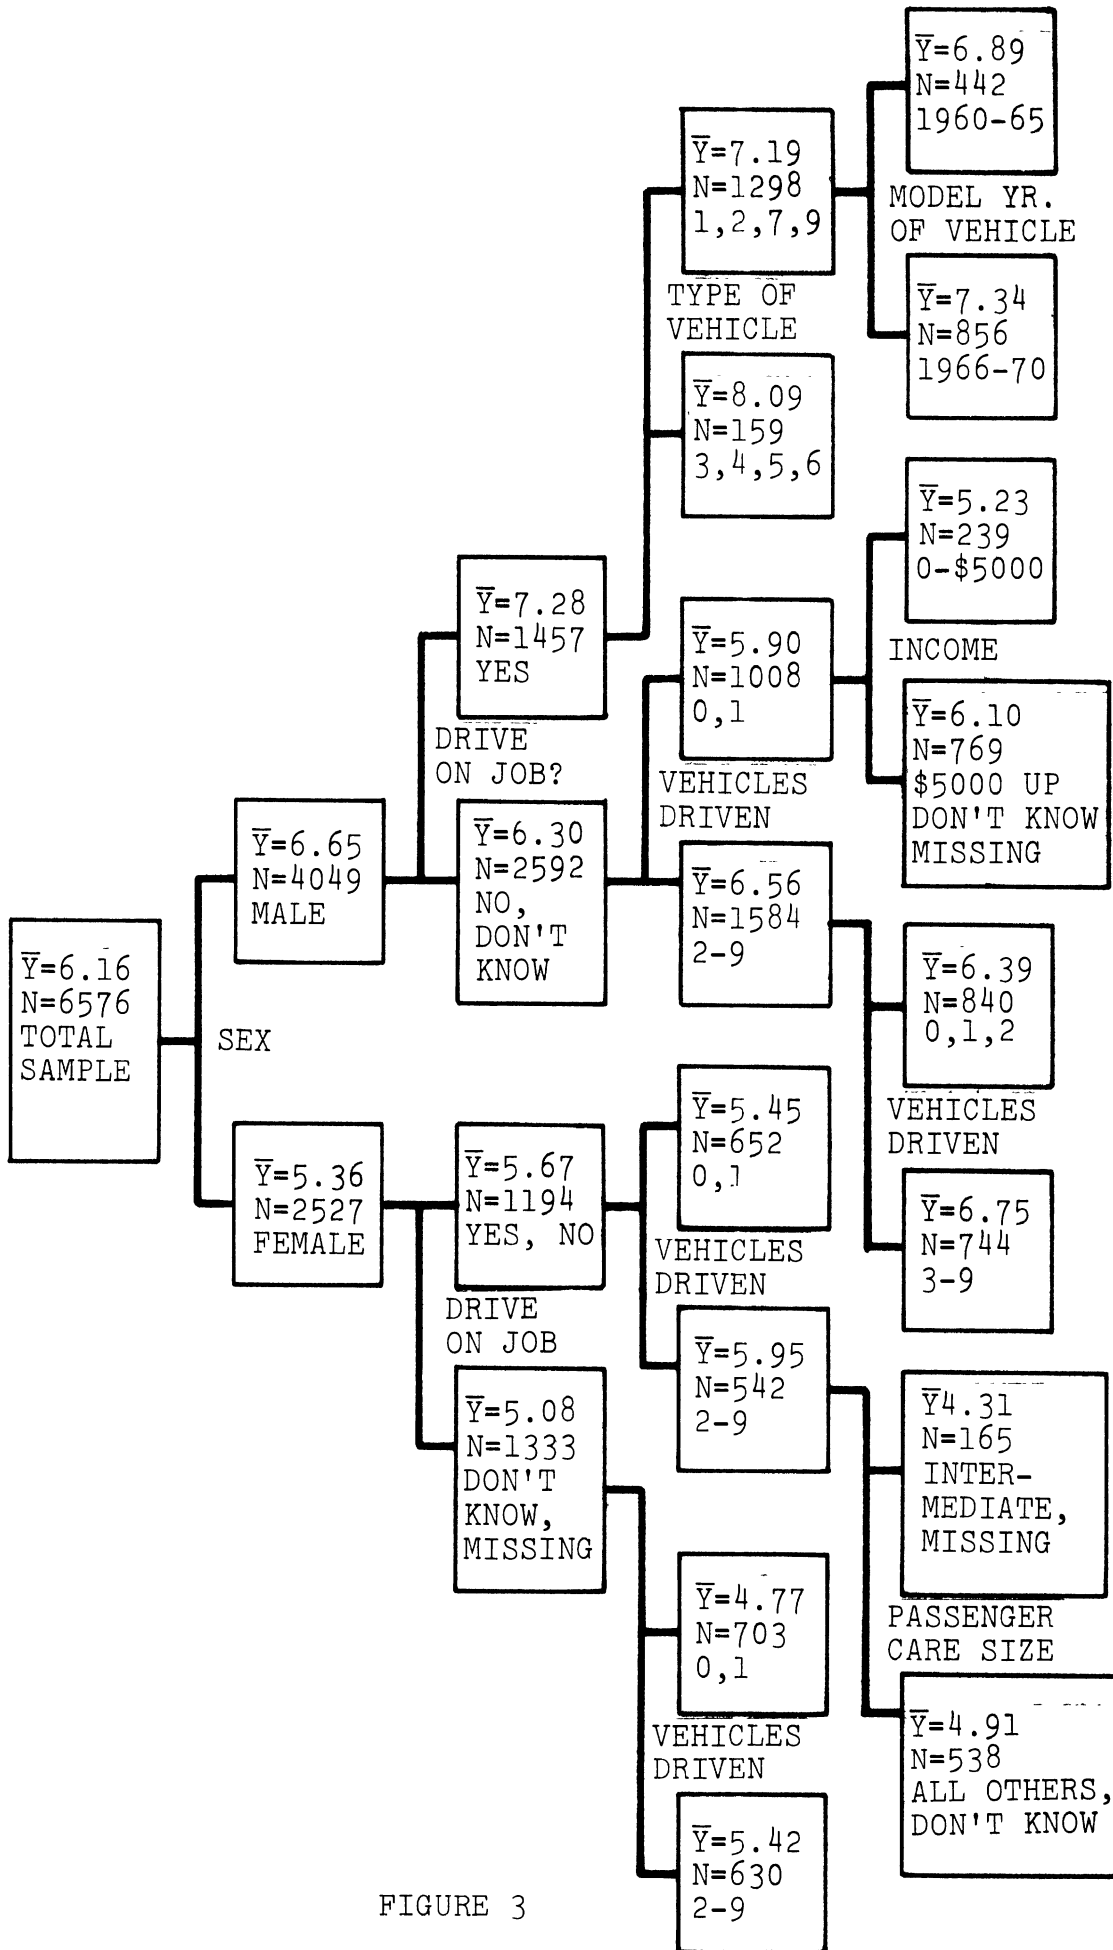 Ȳ=6.89
N=442
1960-65
MODEL YR.
OF VEHICLE
Ȳ=7.34
N=856
1966-70
Ȳ=7.19
N=1298
1,2,7,9
TYPE OF
VEHICLE
Ȳ=8.09
N=159
3,4,5,6
Ȳ=5.23
N=239
0-$5000
INCOME
Ȳ=6.10
N=769
$5000 UP
DON'T KNOW
MISSING
Ȳ=7.28
N=1457
YES
DRIVE
ON JOB?
Ȳ=6.30
N=2592
NO,
DON'T
KNOW
Ȳ=5.90
N=1008
0,1
VEHICLES
DRIVEN
Ȳ=6.56
N=1584
2-9
Ȳ=6.39
N=840
0,1,2
VEHICLES
DRIVEN
Ȳ=6.75
N=744
3-9
Ȳ=6.65
N=4049
MALE
Ȳ=6.16
N=6576
TOTAL
SAMPLE
SEX
Ȳ=5.36
N=2527
FEMALE
Ȳ=5.67
N=1194
YES, NO
DRIVE
ON JOB
Ȳ=5.08
N=1333
DON'T
KNOW,
MISSING
Ȳ=5.45
N=652
0,1
VEHICLES
DRIVEN
Ȳ=5.95
N=542
2-9
Ȳ4.31
N=165
INTER-
MEDIATE,
MISSING
PASSENGER
CARE SIZE
Ȳ=4.91
N=538
ALL OTHERS,
DON'T KNOW
Ȳ=4.77
N=703
0,1
VEHICLES
DRIVEN
Ȳ=5.42
N=630
2-9
FIGURE 3